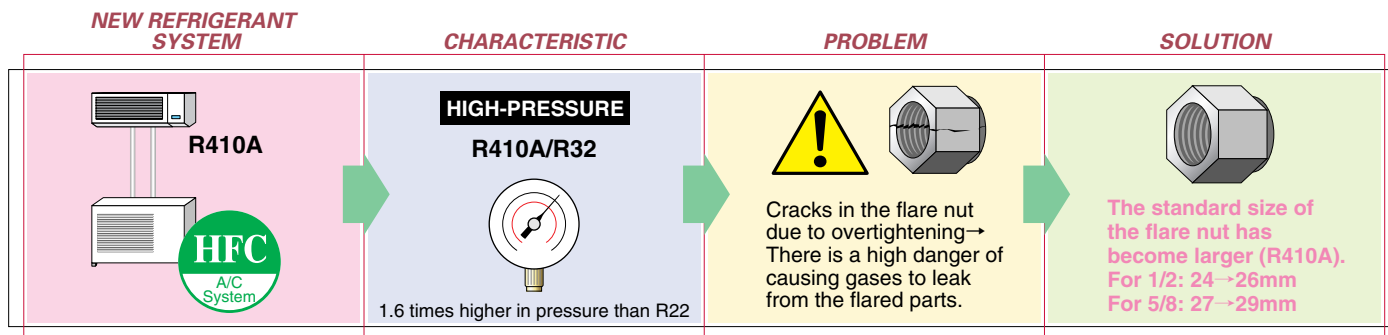 NEW REFRIGERANT
SYSTEM
CHARACTERISTIC
PROBLEM
SOLUTION
R410A
HFC
A/C
System
HIGH-PRESSURE
R410A/R32
1.6 times higher in pressure than R22
Cracks in the flare nut
due to overtightening→
There is a high danger of
causing gases to leak
from the flared parts.
The standard size of
the flare nut has
become larger (R410A).
For 1/2: 24→26mm
For 5/8: 27→29mm